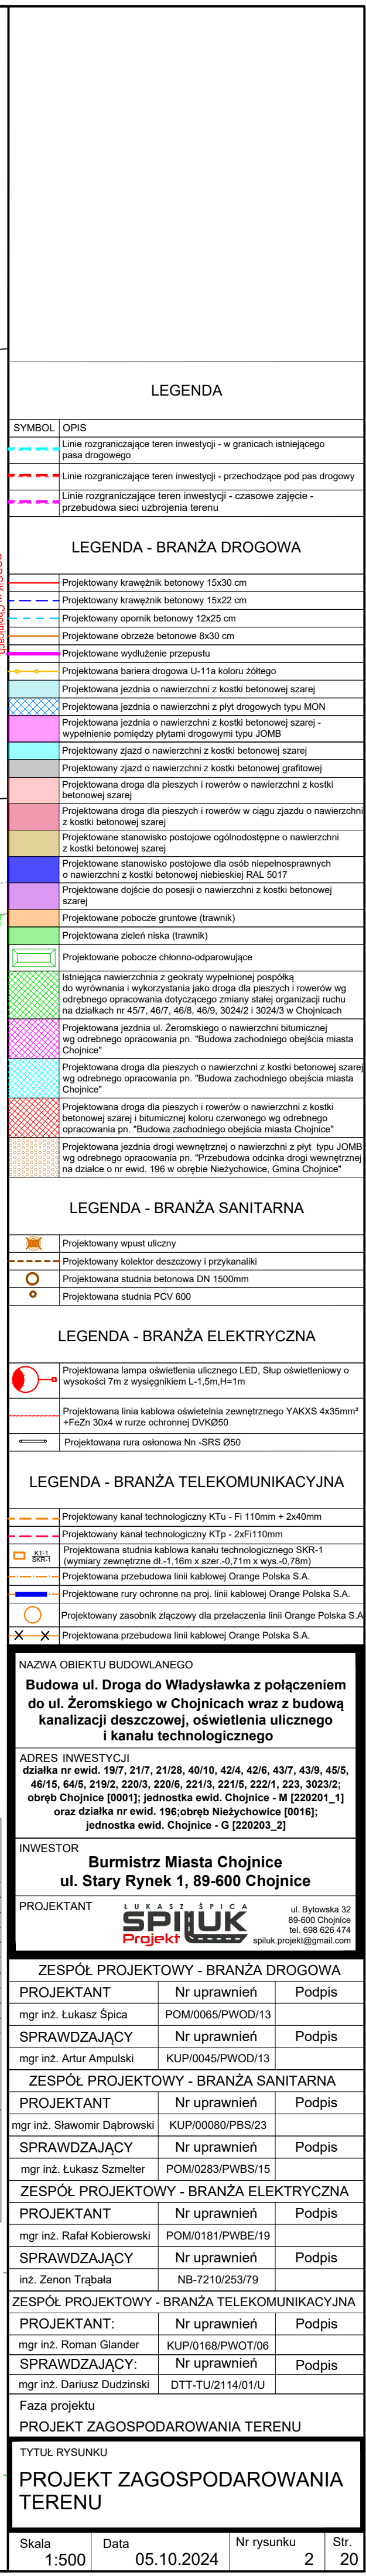 LEGENDA
SYMBOL OPIS
Linie rozgraniczające teren inwestycji - w granicach istniejącego
pasa drogowego
Linie rozgraniczające teren inwestycji - przechodzące pod pas drogowy
Linie rozgraniczające teren inwestycji - czasowe zajęcie -
przebudowa sieci uzbrojenia terenu
LEGENDA - BRANŻA DROGOWA
Projektowany krawężnik betonowy 15x30 cm
Projektowany krawężnik betonowy 15x22 cm
Projektowany opornik betonowy 12x25 cm
Projektowane obrzeże betonowe 8x30 cm
Projektowane wydłużenie przepustu
Projektowana bariera drogowa U-11a koloru żółtego
Projektowana jezdnia o nawierzchni z kostki betonowej szarej
Projektowana jezdnia o nawierzchni z płyt drogowych typu MON
Projektowana jezdnia o nawierzchni z kostki betonowej szarej -
wypełnienie pomiędzy płytami drogowymi typu JOMB
Projektowany zjazd o nawierzchni z kostki betonowej szarej
Projektowany zjazd o nawierzchni z kostki betonowej grafitowej
Projektowana droga dla pieszych i rowerów o nawierzchni z kostki
betonowej szarej
Projektowana droga dla pieszych i rowerów w ciągu zjazdu o nawierzchni
z kostki betonowej szarej
Projektowane stanowisko postojowe ogólnodostępne o nawierzchni
z kostki betonowej szarej
Projektowane stanowisko postojowe dla osób niepełnosprawnych
o nawierzchni z kostki betonowej niebieskiej RAL 5017
Projektowane dojście do posesji o nawierzchni z kostki betonowej
szarej
Projektowane pobocze gruntowe (trawnik)
Projektowana zieleń niska (trawnik)
Projektowane pobocze chłonno-odparowujące
Istniejąca nawierzchnia z geokraty wypełnionej pospółką
do wyrównania i wykorzystania jako droga dla pieszych i rowerów wg
odrębnego opracowania dotyczącego zmiany stałej organizacji ruchu
na działkach nr 45/7, 46/7, 46/8, 46/9, 3024/2 i 3024/3 w Chojnicach
Projektowana jezdnia ul. Żeromskiego o nawierzchni bitumicznej
wg odrebnego opracowania pn. "Budowa zachodniego obejścia miasta
Chojnice"
Projektowana droga dla pieszych o nawierzchni z kostki betonowej szarej
wg odrębnego opracowania pn. "Budowa zachodniego obejścia miasta
Chojnice"
Projektowana droga dla pieszych i rowerów o nawierzchni z kostki
betonowej szarej i bitumicznej koloru czerwonego wg odrebnego
opracowania pn. "Budowa zachodniego obejścia miasta Chojnice"
Projektowana jezdnia drogi wewnętrznej o nawierzchni z płyt typu JOMB
wg odrebnego opracowania pn. "Przebudowa odcinka drogi wewnętrznej
na działce o nr ewid. 196 w obrębie Nieżychowice, Gmina Chojnice"
LEGENDA - BRANŻA SANITARNA
Projektowany wpust uliczny
Projektowany kolektor deszczowy i przykanaliki
Projektowana studnia betonowa DN 1500mm
Projektowana studnia PCV 600
LEGENDA - BRANŻA ELEKTRYCZNA
Projektowana lampa oświetlenia ulicznego LED, Słup oświetleniowy o
wysokości 7m z wysięgnikiem L-1,5m,H=1m
Projektowana linia kablowa oświetelnia zewnętrznego YAKXS 4x35mm²
+FeZn 30x4 w rurze ochronnej DVKØ50
Projektowana rura osłonowa Nn -SRS Ø50
LEGENDA - BRANŻA TELEKOMUNIKACYJNA
Projektowany kanał technologiczny KTu - Fi 110mm + 2x40mm
Projektowany kanał technologiczny KTp - 2xFi110mm
KT-1
SKR-1
Projektowana studnia kablowa kanału technologicznego SKR-1
(wymiary zewnętrzne dł.-1,16m x szer.-0,71m x wys.-0,78m)
Projektowana przebudowa linii kablowej Orange Polska S.A.
Projektowane rury ochronne na proj. linii kablowej Orange Polska S.A.
Projektowany zasobnik złączowy dla przełaczenia linii Orange Polska S.A
Projektowana przebudowa linii kablowej Orange Polska S.A.
NAZWA OBIEKTU BUDOWLANEGO
Budowa ul. Droga do Władysławka z połączeniem
do ul. Żeromskiego w Chojnicach wraz z budową
kanalizacji deszczowej, oświetlenia ulicznego
i kanału technologicznego
ADRES INWESTYCJI
działka nr ewid. 19/7, 21/7, 21/28, 40/10, 42/4, 42/6, 43/7, 43/9, 45/5,
46/15, 64/5, 219/2, 220/3, 220/6, 221/3, 221/5, 222/1, 223, 3023/2;
obręb Chojnice [0001]; jednostka ewid. Chojnice - M [220201_1]
oraz działka nr ewid. 196;obręb Nieżychowice [0016];
jednostka ewid. Chojnice - G [220203_2]
INWESTOR
Burmistrz Miasta Chojnice
ul. Stary Rynek 1, 89-600 Chojnice
PROJEKTANT
ŁUKASZ ŚPICA
SPILUK
Projekt
ul. Bytowska 32
89-600 Chojnice
tel. 698 626 474
spiluk.projekt@gmail.com
ZESPÓŁ PROJEKTOWY - BRANŻA DROGOWA
PROJEKTANT Nr uprawnień Podpis
mgr inż. Łukasz Śpica POM/0065/PWOD/13
SPRAWDZAJĄCY Nr uprawnień Podpis
mgr inż. Artur Ampulski KUP/0045/PWOD/13
ZESPÓŁ PROJEKTOWY - BRANŻA SANITARNA
PROJEKTANT Nr uprawnień Podpis
mgr inż. Sławomir Dąbrowski KUP/00080/PBS/23
SPRAWDZAJĄCY Nr uprawnień Podpis
mgr inż. Łukasz Szmelter POM/0283/PWBS/15
ZESPÓŁ PROJEKTOWY - BRANŻA ELEKTRYCZNA
PROJEKTANT Nr uprawnień Podpis
mgr inż. Rafał Kobierowski POM/0181/PWBE/19
SPRAWDZAJĄCY Nr uprawnień Podpis
inż. Zenon Trąbała NB-7210/253/79
ZESPÓŁ PROJEKTOWY - BRANŻA TELEKOMUNIKACYJNA
PROJEKTANT: Nr uprawnień Podpis
mgr inż. Roman Glander KUP/0168/PWOT/06
SPRAWDZAJĄCY: Nr uprawnień Podpis
mgr inż. Dariusz Dudzinski DTT-TU/2114/01/U
Faza projektu
PROJEKT ZAGOSPODAROWANIA TERENU
TYTUŁ RYSUNKU
PROJEKT ZAGOSPODAROWANIA
TERENU
Skala Data Nr rysunku Str.
1:500 05.10.2024 2 20